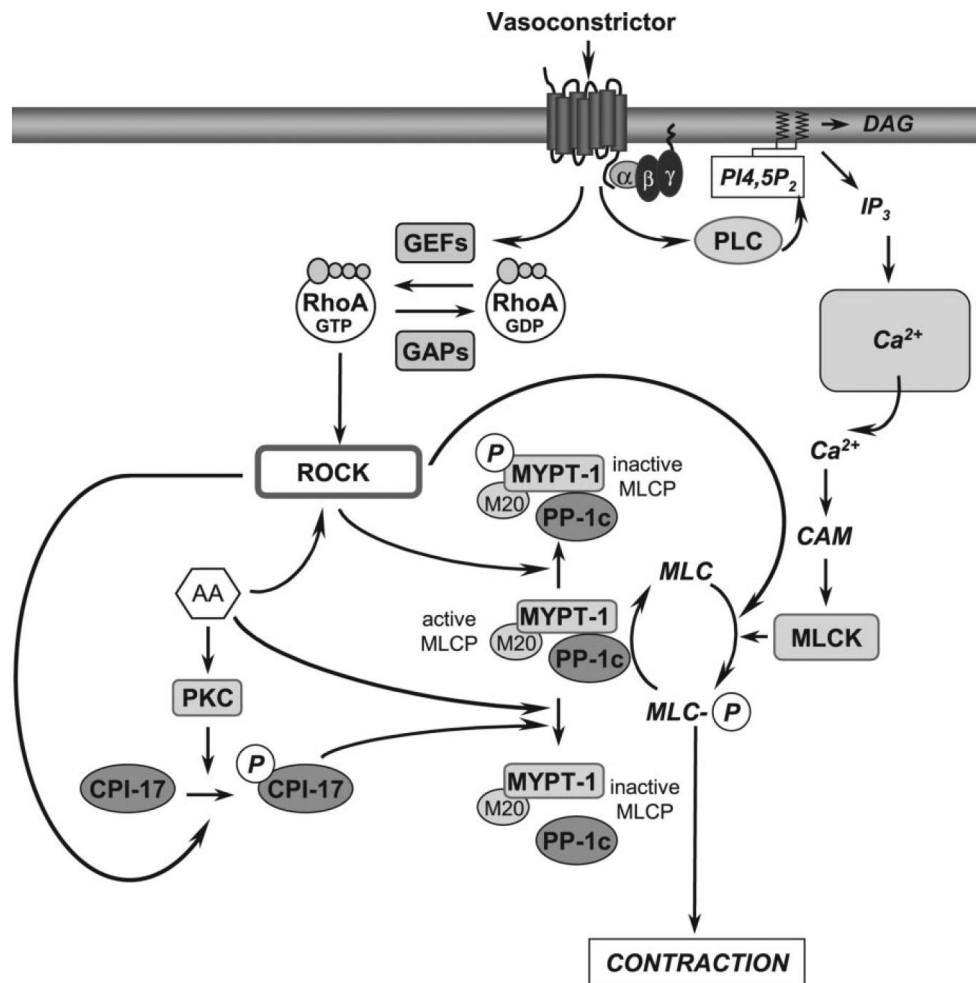 Vasoconstrictor
DAG
α β γ
PI4,5P2
IP3
PLC
GEFs
RhoA
GTP
RhoA
GDP
GAPs
Ca2+
Ca2+
ROCK
P
MYPT-1
inactive
MLCP
M20
PP-1c
CAM
MLC
AA
active
MLCP
MYPT-1
M20
PP-1c
MLCK
PKC
MLC- P
P
CPI-17
CPI-17
MYPT-1
inactive
MLCP
M20
PP-1c
CONTRACTION